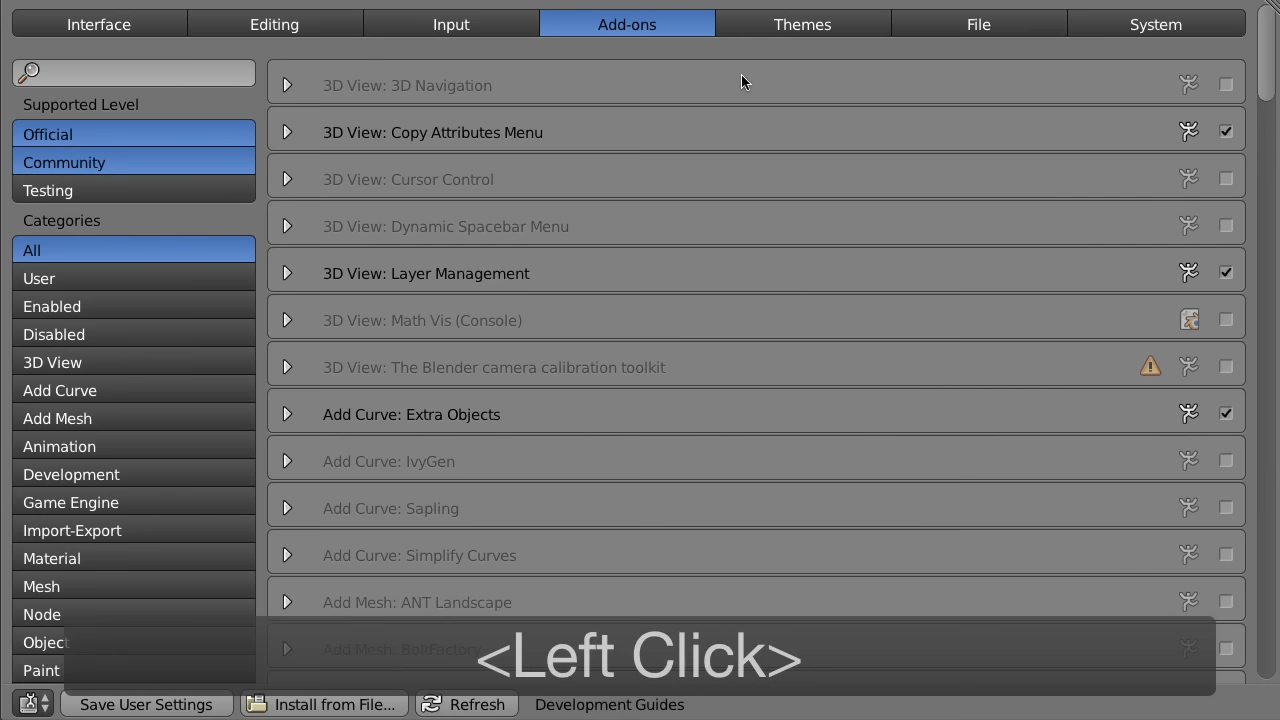 Interface Editing Input Add-ons Themes File System
Supported Level
Official
Community
Testing
Categories
All
User
Enabled
Disabled
3D View
Add Curve
Add Mesh
Animation
Development
Game Engine
Import-Export
Material
Mesh
Node
Object
Paint
3D View: 3D Navigation
3D View: Copy Attributes Menu
3D View: Cursor Control
3D View: Dynamic Spacebar Menu
3D View: Layer Management
3D View: Math Vis (Console)
3D View: The Blender camera calibration toolkit
Add Curve: Extra Objects
Add Curve: IvyGen
Add Curve: Sapling
Add Curve: Simplify Curves
Add Mesh: ANT Landscape
Add Mesh: BoltFactory
<Left Click>
Save User Settings Install from File... Refresh Development Guides